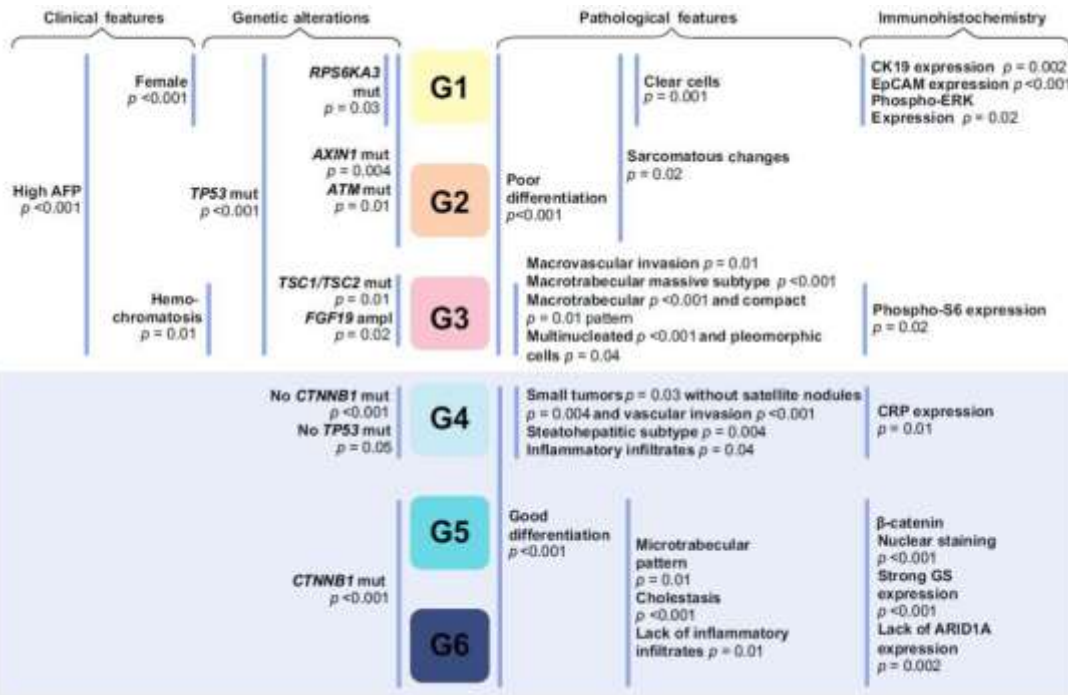 Clinical features
Genetic alterations
Pathological features
Immunohistochemistry
High AFP
p <0.001
Female
p <0.001
Hemo-
chromatosis
p = 0.01
TP53 mut
p <0.001
RPS6KA3
mut
p = 0.03
AXIN1 mut
p = 0.004
ATM mut
p = 0.01
TSC1/TSC2 mut
p = 0.01
FGF19 ampl
p = 0.02
No CTNNB1 mut
p <0.001
No TP53 mut
p = 0.05
CTNNB1 mut
p <0.001
G1
G2
G3
G4
G5
G6
Poor
differentiation
p<0.001
Clear cells
p = 0.001
Sarcomatous changes
p = 0.02
Macrovascular invasion p = 0.01
Macrotrabecular massive subtype p <0.001
Macrotrabecular p <0.001 and compact
p = 0.01 pattern
Multinucleated p <0.001 and pleomorphic
cells p = 0.04
Small tumors p = 0.03 without satellite nodules
p = 0.004 and vascular invasion p <0.001
Steatohepatitic subtype p = 0.004
Inflammatory infiltrates p = 0.04
Good
differentiation
p <0.001
Microtrabecular
pattern
p = 0.01
Cholestasis
p <0.001
Lack of inflammatory
infiltrates p = 0.01
CK19 expression p = 0.002
EpCAM expression p <0.001
Phospho-ERK
Expression p = 0.02
Phospho-S6 expression
p = 0.02
CRP expression
p = 0.01
β-catenin
Nuclear staining
p <0.001
Strong GS
expression
p <0.001
Lack of ARID1A
expression
p = 0.002